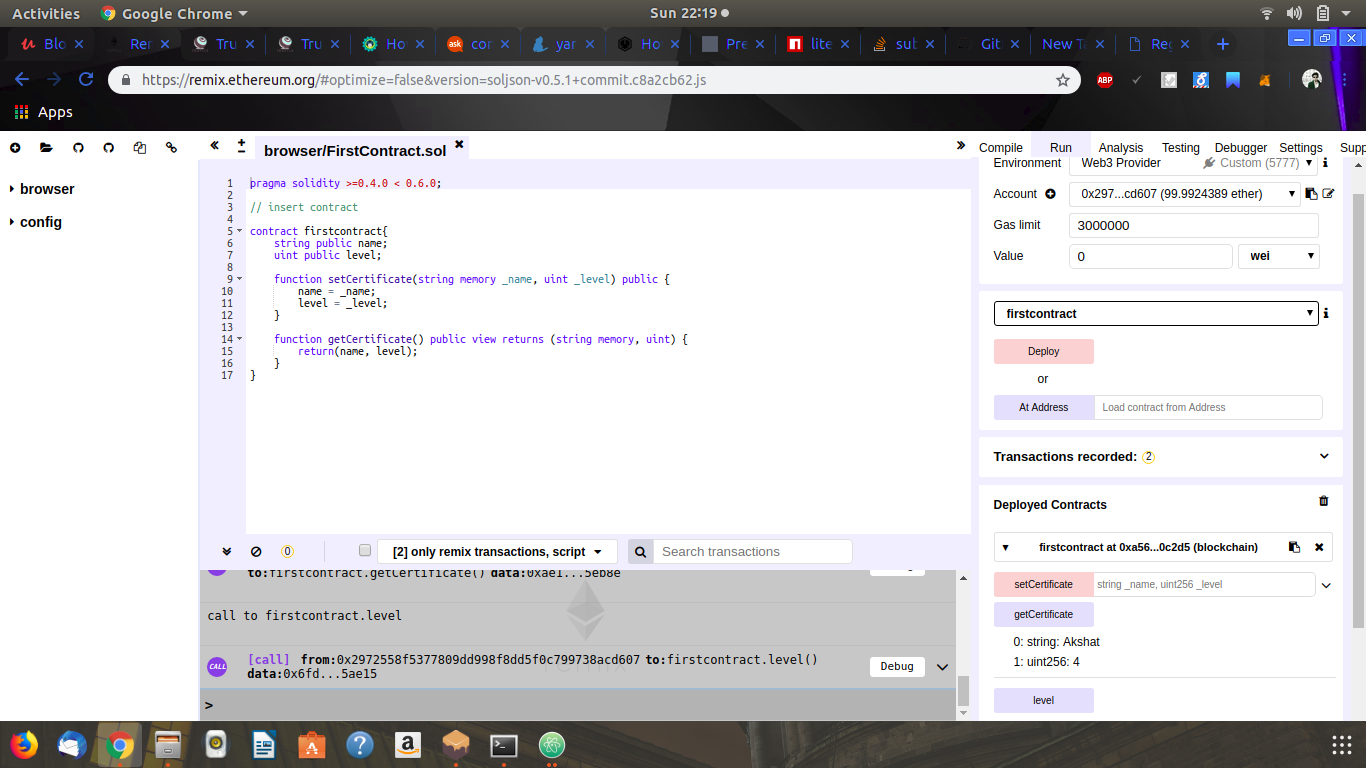 Activities Google Chrome Sun 22:19
Blo Rem Tru Tru Ho ask cor yar Ho Pre n lite sub Git New Ta Reg
https://remix.ethereum.org/#optimize=false&version=soljson-v0.5.1+commit.c8a2cb62.js ABP
Apps
browser/FirstContract.sol
Compile Run Analysis Testing Debugger Settings Supp
browser
config
1 pragma solidity >=0.4.0 < 0.6.0;
2
3 // insert contract
4
5 contract firstcontract{
6 string public name;
7 uint public level;
8
9 function setCertificate(string memory _name, uint _level) public {
10 name = _name;
11 level = _level;
12 }
13
14 function getCertificate() public view returns (string memory, uint) {
15 return(name, level);
16 }
17 }
Environment Web3 Provider Custom (5777)
Account 0x297...cd607 (99.9924389 ether)
Gas limit 3000000
Value 0 wei
firstcontract
Deploy
or
At Address Load contract from Address
Transactions recorded: 2
Deployed Contracts
firstcontract at 0xa56...0c2d5 (blockchain)
setCertificate string _name, uint256 _level
getCertificate
0: string: Akshat
1: uint256: 4
level
0 [2] only remix transactions, script Search transactions
to:firstcontract.getCertificate() data:0xae1...5eb8e
call to firstcontract.level
CALL [call] from:0x2972558f5377809dd998f8dd5f0c799738acd607 to:firstcontract.level()
data:0x6fd...5ae15 Debug
>